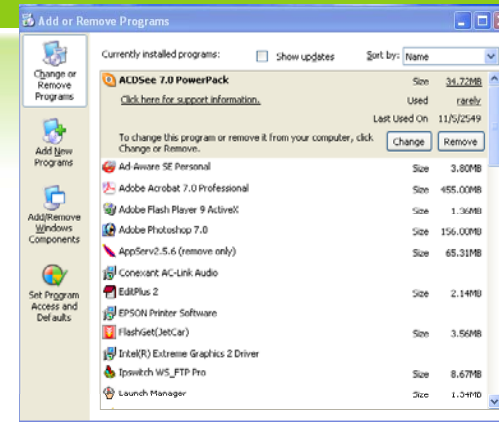 Add or Remove Programs
Change or
Remove
Programs
Add New
Programs
Add/Remove
Windows
Components
Set Program
Access and
Defaults
Currently installed programs: Show updates Sort by: Name
ACDSee 7.0 PowerPack Size 34.72MB
Click here for support information. Used rarely
Last Used On 11/5/2549
To change this program or remove it from your computer, click
Change or Remove. Change Remove
Ad-Aware SE Personal Size 3.80MB
Adobe Acrobat 7.0 Professional Size 455.00MB
Adobe Flash Player 9 ActiveX Size 1.36MB
Adobe Photoshop 7.0 Size 156.00MB
AppServ2.5.6 (remove only) Size 65.31MB
Conexant AC-Link Audio
EditPlus 2 Size 2.14MB
EPSON Printer Software
FlashGet(JetCar) Size 3.56MB
Intel(R) Extreme Graphics 2 Driver
Ipswitch WS_FTP Pro Size 8.67MB
Launch Manager Size 1.34MB